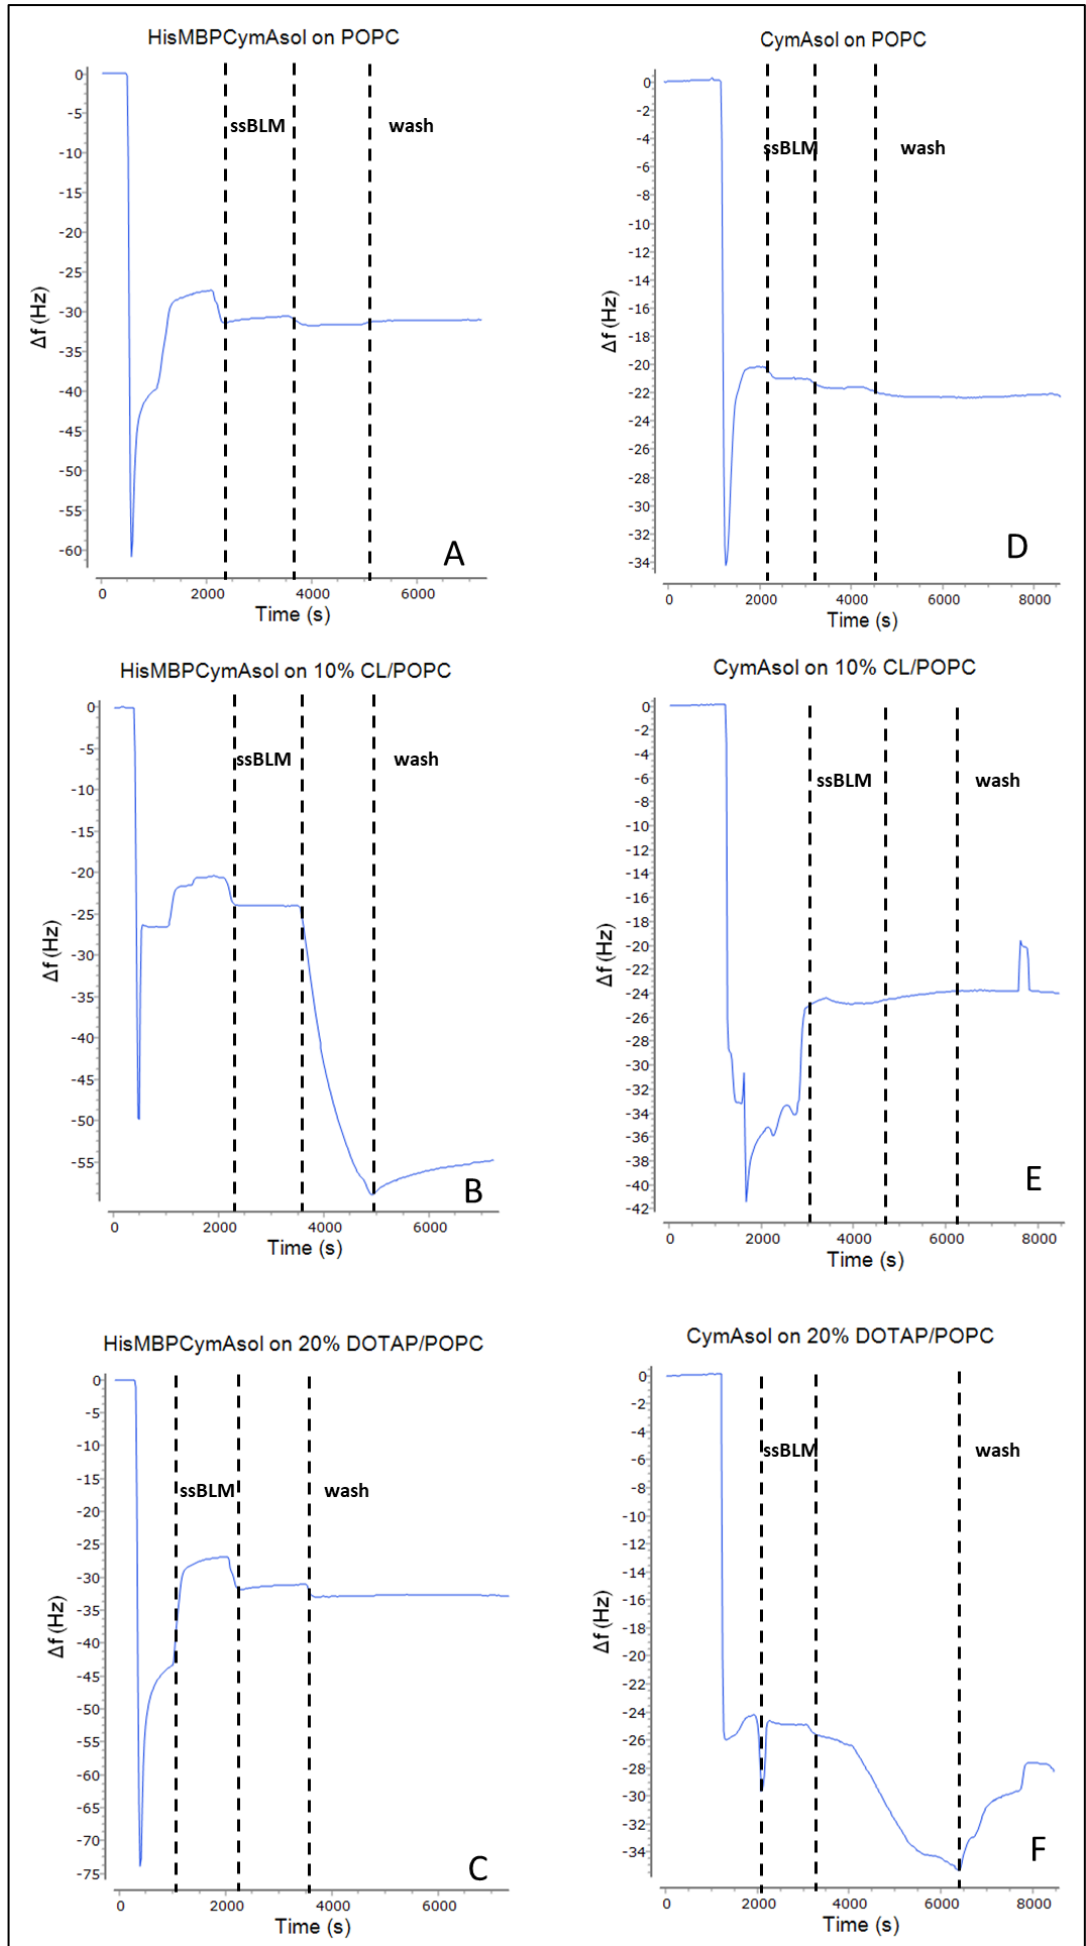 HisMBPCymAsol on POPC
0
-5
-10
-15
-20
-25
-30
-35
-40
-45
-50
-55
-60
Δf (Hz)
ssBLM
wash
A
0 2000 4000 6000
Time (s)
CymAsol on POPC
0
-2
-4
-6
-8
-10
-12
-14
-16
-18
-20
-22
-24
-26
-28
-30
-32
-34
Δf (Hz)
ssBLM
wash
D
0 2000 4000 6000 8000
Time (s)
HisMBPCymAsol on 10% CL/POPC
0
-5
-10
-15
-20
-25
-30
-35
-40
-45
-50
-55
Δf (Hz)
ssBLM
wash
B
0 2000 4000 6000
Time (s)
CymAsol on 10% CL/POPC
0
-2
-4
-6
-8
-10
-12
-14
-16
-18
-20
-22
-24
-26
-28
-30
-32
-34
-36
-38
-40
-42
Δf (Hz)
ssBLM
wash
E
0 2000 4000 6000 8000
Time (s)
HisMBPCymAsol on 20% DOTAP/POPC
0
-5
-10
-15
-20
-25
-30
-35
-40
-45
-50
-55
-60
-65
-70
-75
Δf (Hz)
ssBLM
wash
C
0 2000 4000 6000
Time (s)
CymAsol on 20% DOTAP/POPC
0
-2
-4
-6
-8
-10
-12
-14
-16
-18
-20
-22
-24
-26
-28
-30
-32
-34
Δf (Hz)
ssBLM
wash
F
0 2000 4000 6000 8000
Time (s)